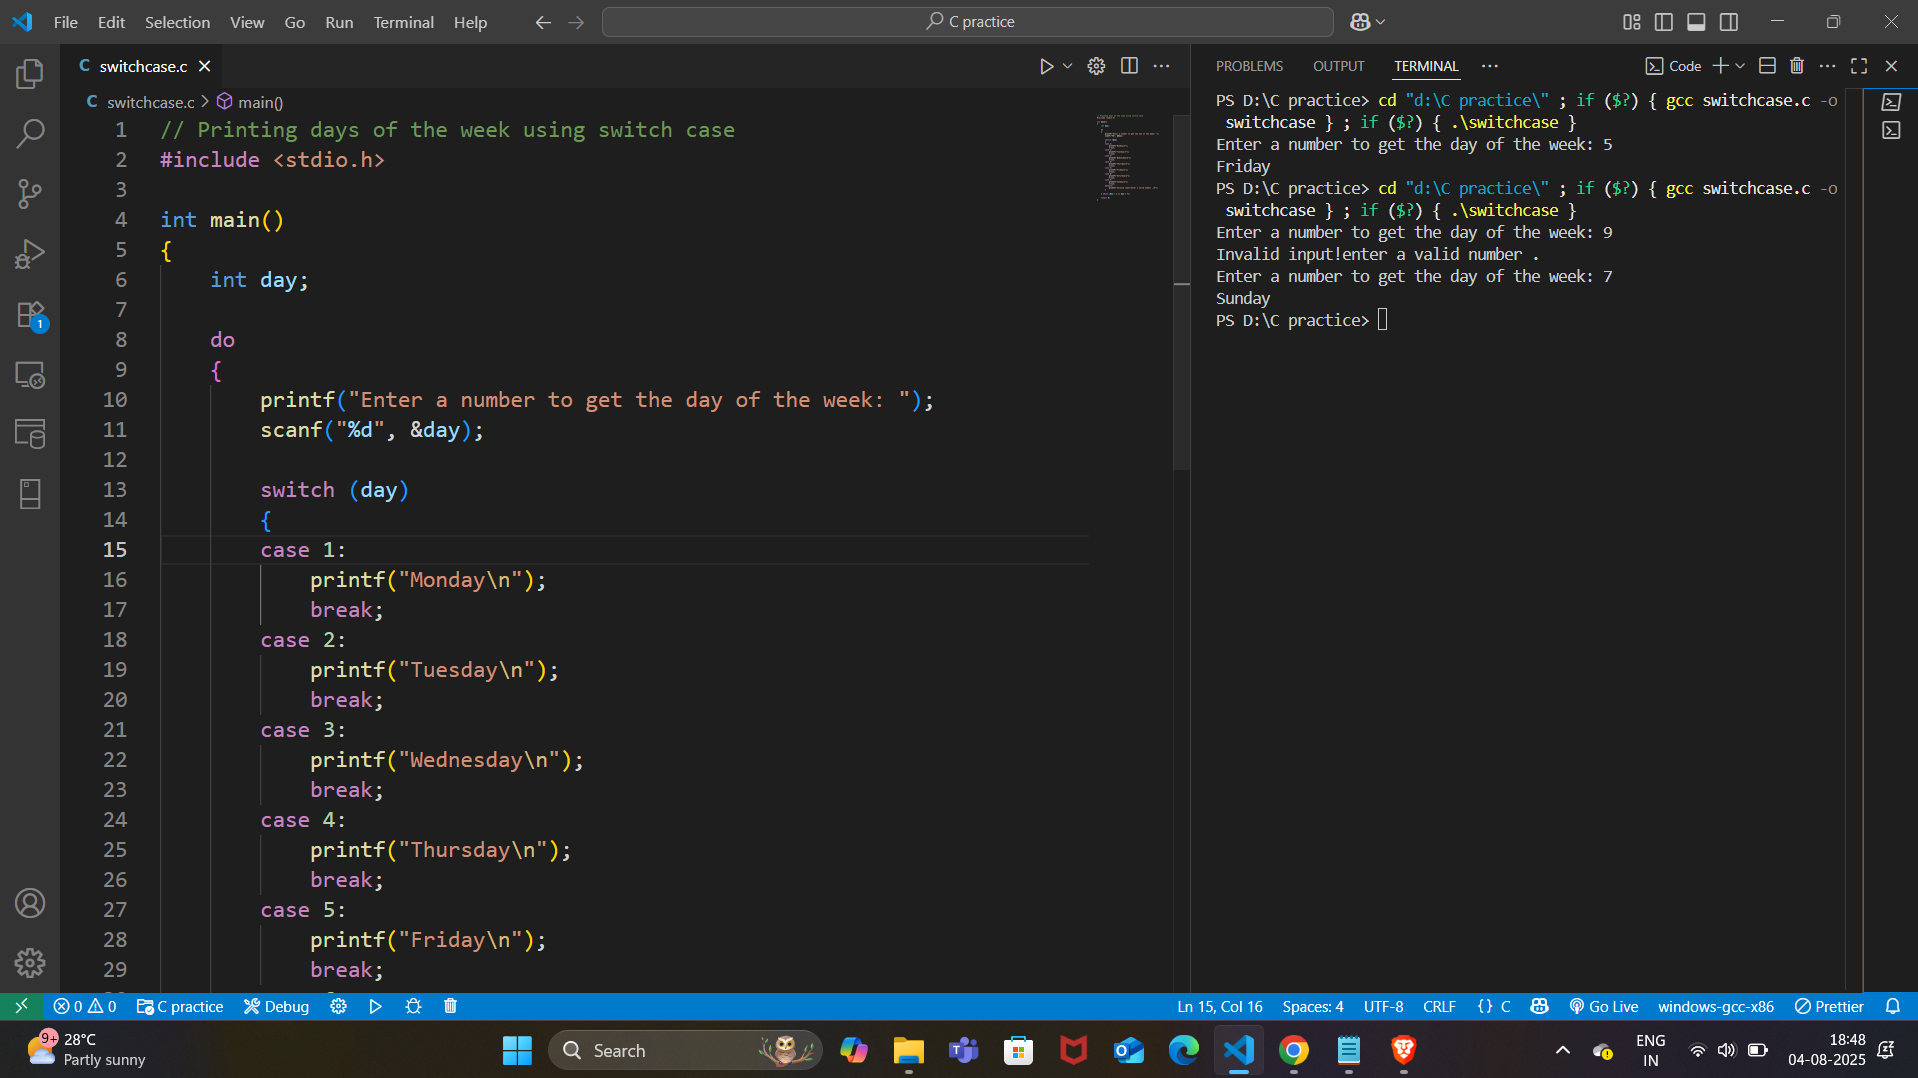 File Edit Selection View Go Run Terminal Help
C practice
C switchcase.c
C switchcase.c > main()
1 // Printing days of the week using switch case
2 #include <stdio.h>
3
4 int main()
5 {
6 int day;
7
8 do
9 {
10 printf("Enter a number to get the day of the week: ");
11 scanf("%d", &day);
12
13 switch (day)
14 {
15 case 1:
16 printf("Monday\n");
17 break;
18 case 2:
19 printf("Tuesday\n");
20 break;
21 case 3:
22 printf("Wednesday\n");
23 break;
24 case 4:
25 printf("Thursday\n");
26 break;
27 case 5:
28 printf("Friday\n");
29 break;
PROBLEMS OUTPUT TERMINAL ... Code
PS D:\C practice> cd "d:\C practice\" ; if ($?) { gcc switchcase.c -o
switchcase } ; if ($?) { .\switchcase }
Enter a number to get the day of the week: 5
Friday
PS D:\C practice> cd "d:\C practice\" ; if ($?) { gcc switchcase.c -o
switchcase } ; if ($?) { .\switchcase }
Enter a number to get the day of the week: 9
Invalid input!enter a valid number .
Enter a number to get the day of the week: 7
Sunday
PS D:\C practice>
1
0 0 C practice Debug
Ln 15, Col 16 Spaces: 4 UTF-8 CRLF {} C Go Live windows-gcc-x86 Prettier
9+
28°C
Partly sunny
Search
ENG
IN
18:48
04-08-2025